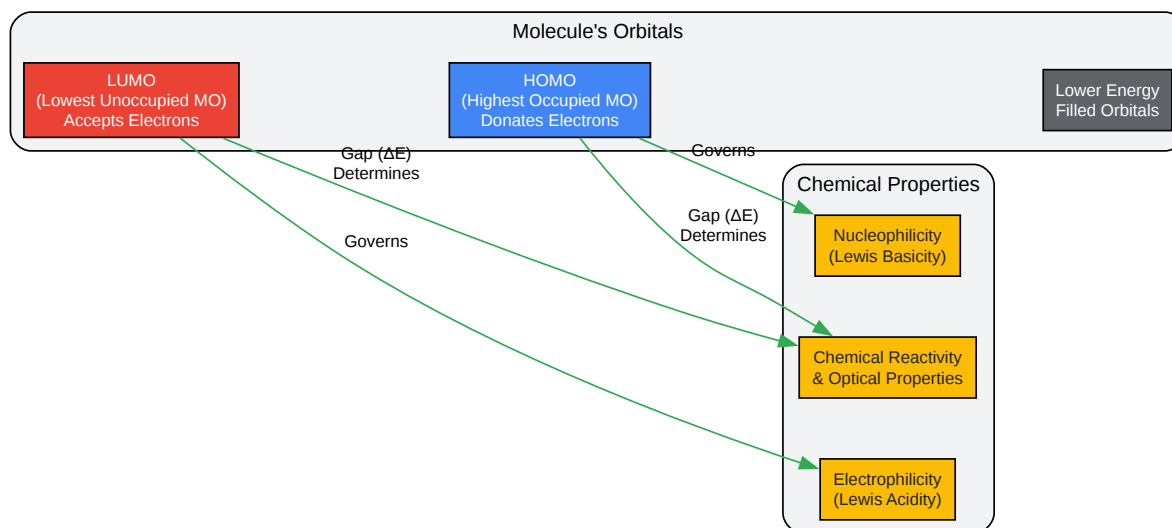 Molecule's Orbitals
LUMO
(Lowest Unoccupied MO)
Accepts Electrons
HOMO
(Highest Occupied MO)
Donates Electrons
Lower Energy
Filled Orbitals
Gap (ΔE)
Determines
Governs
Chemical Properties
Gap (ΔE)
Determines
Governs
Nucleophilicity
(Lewis Basicity)
Chemical Reactivity
& Optical Properties
Electrophilicity
(Lewis Acidity)